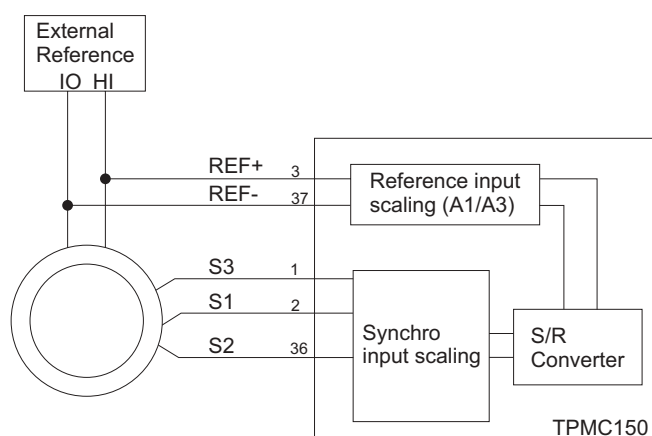 External
Reference
IO HI
REF+ 3
REF- 37
Reference input
scaling (A1/A3)
S3 1
S1 2
S2 36
Synchro
input scaling
S/R
Converter
TPMC150